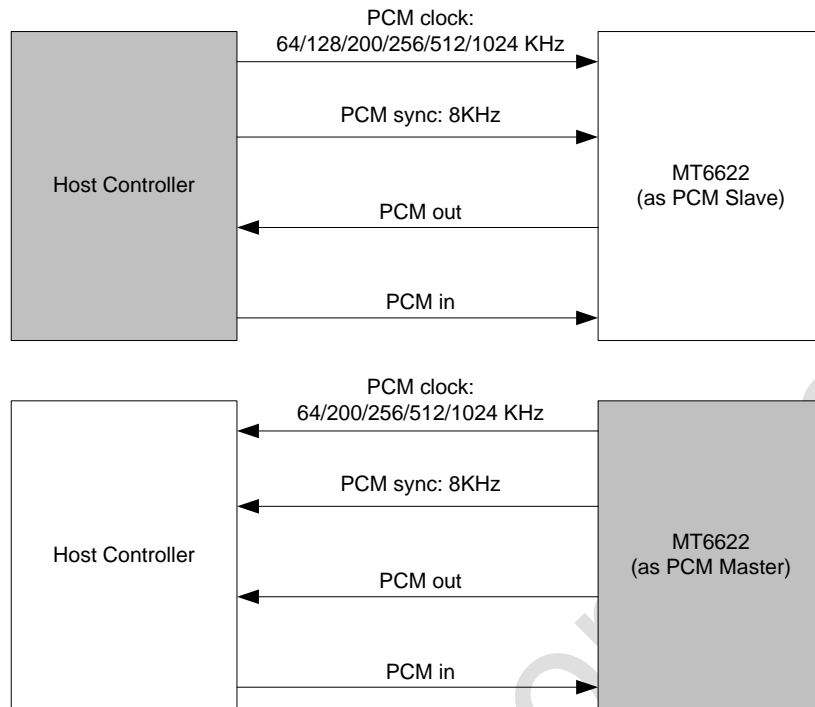 PCM clock:
64/128/200/256/512/1024 KHz
PCM sync: 8KHz
Host Controller
MT6622
(as PCM Slave)
PCM out
PCM in
PCM clock:
64/200/256/512/1024 KHz
PCM sync: 8KHz
Host Controller
MT6622
(as PCM Master)
PCM out
PCM in